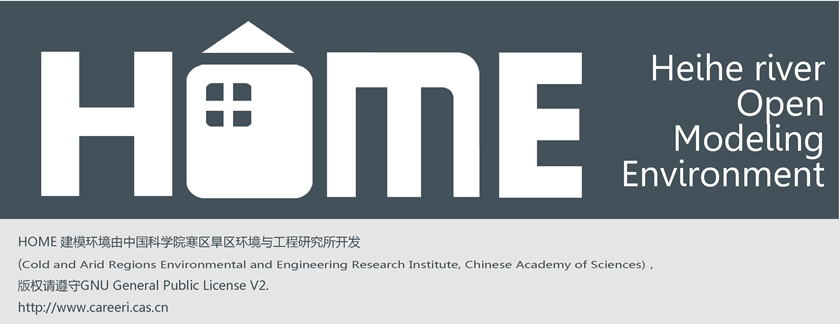 HOME
Heihe river
Open
Modeling
Environment
HOME 建模环境由中国科学院寒区旱区环境与工程研究所开发
(Cold and Arid Regions Environmental and Engineering Research Institute, Chinese Academy of Sciences) ,
版权请遵守GNU General Public License V2.
http://www.careeri.cas.cn